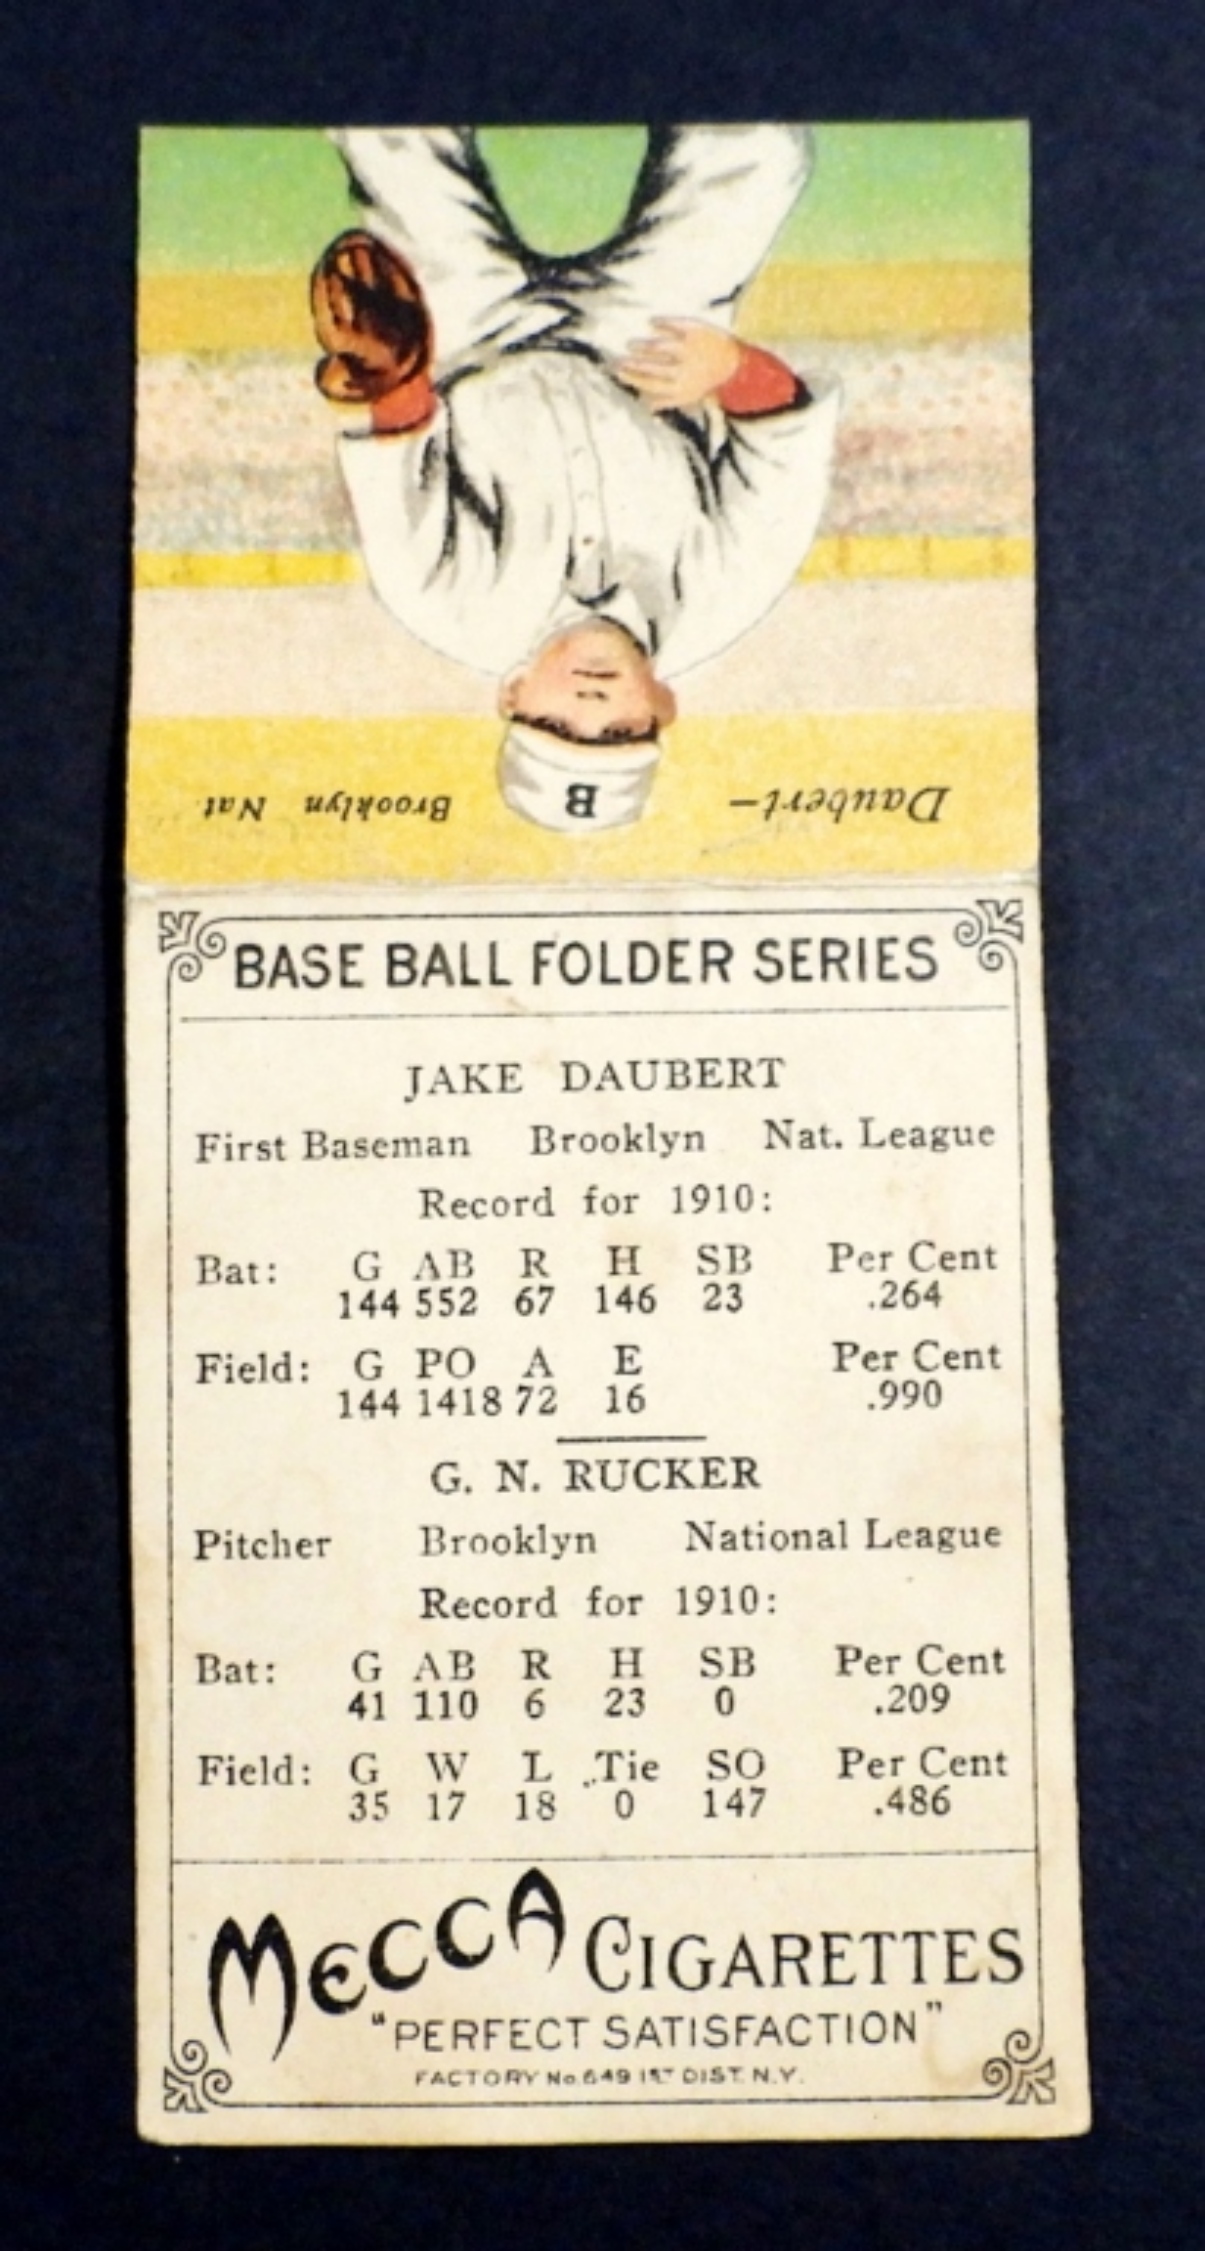 Daubert— Brooklyn Nat.
B
BASE BALL FOLDER SERIES
JAKE DAUBERT
First Baseman Brooklyn Nat. League
Record for 1910:
Bat: G AB R H SB Per Cent
144 552 67 146 23 .264
Field: G PO A E Per Cent
144 1418 72 16 .990
G. N. RUCKER
Pitcher Brooklyn National League
Record for 1910:
Bat: G AB R H SB Per Cent
41 110 6 23 0 .209
Field: G W L Tie SO Per Cent
35 17 18 0 147 .486
MECCA CIGARETTES
"PERFECT SATISFACTION"
FACTORY No. 649 1ST DIST. N.Y.